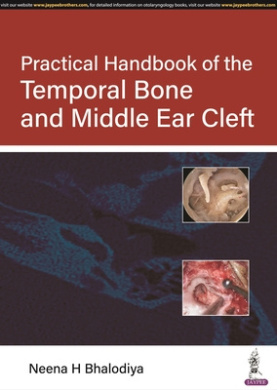 visit our website www.jaypeebrothers.com, for detailed information on otolaryngology books, visit our website www.jaypeebrothers.com
Practical Handbook of the
Temporal Bone
and Middle Ear Cleft
Neena H Bhalodiya
JAYPEE